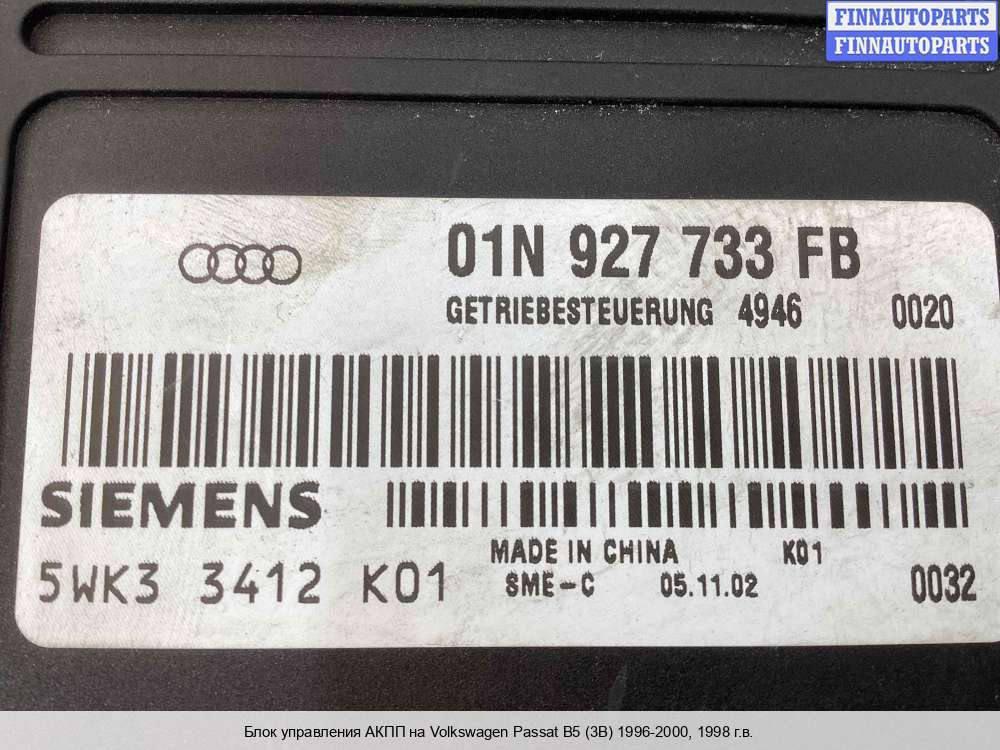 FINNAUTOPARTS
FINNAUTOPARTS
01N 927 733 FB
GETRIEBESTEUERUNG 4946 0020
SIEMENS
MADE IN CHINA K01
5WK3 3412 K01 SME-C 05.11.02 0032
Блок управления АКПП на Volkswagen Passat B5 (3B) 1996-2000, 1998 г.в.